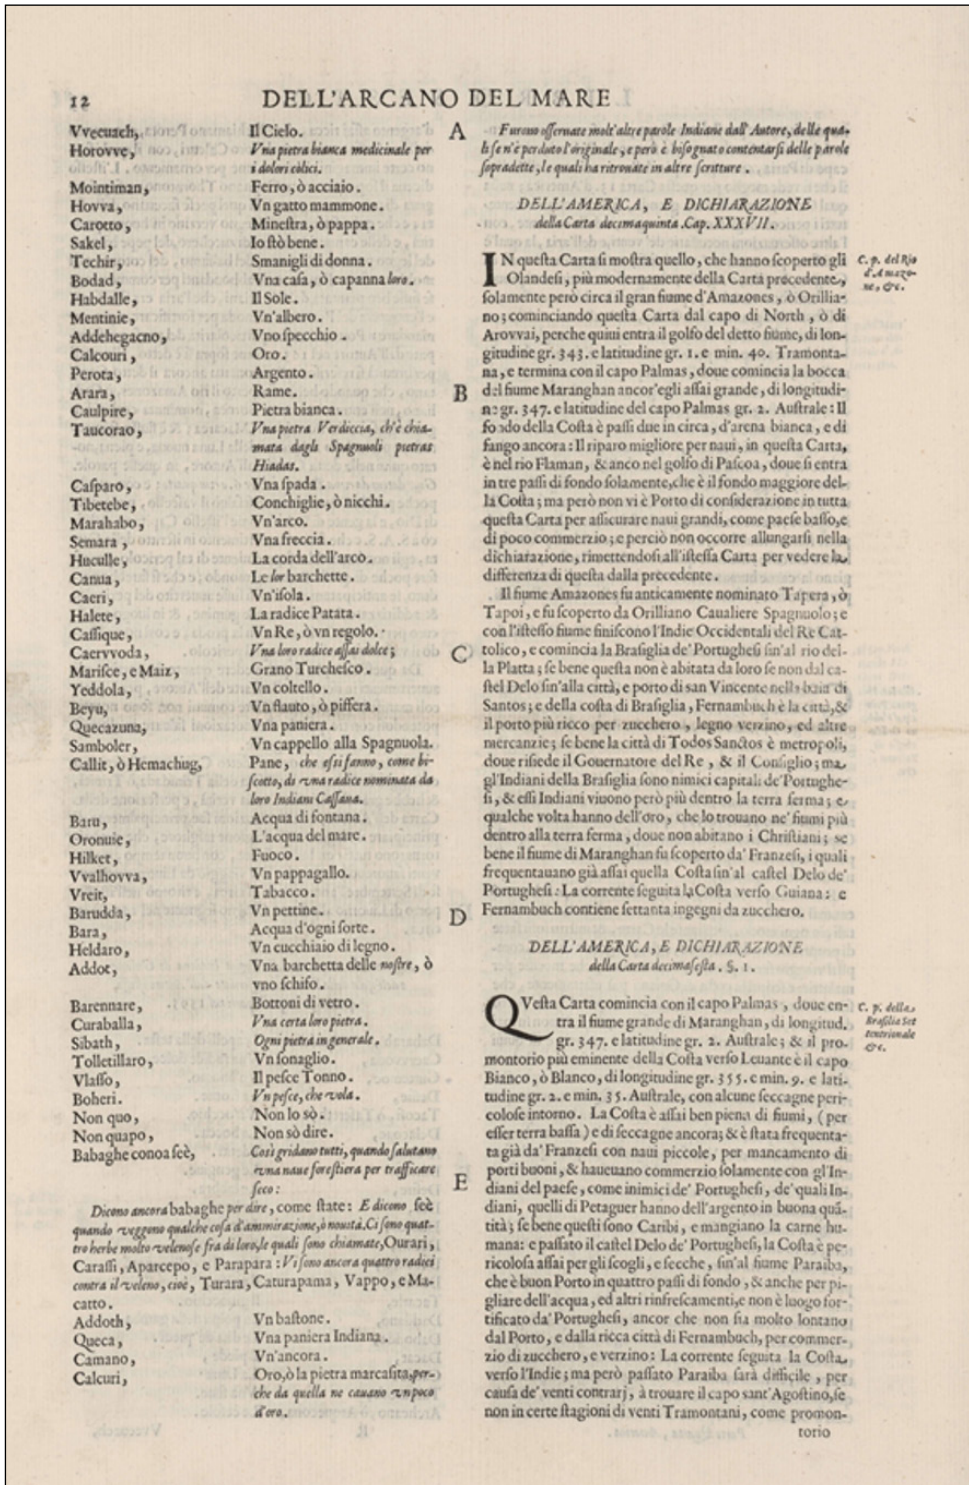 12
DELL'ARCANO DEL MARE
Vvecuach, Il Cielo.
Horovve, Vna pietra bianca medicinale per
i dolori colici.
Mointiman, Ferro, ò acciaio.
Hovva, Vn gatto mammone.
Carotto, Mineſtra, ò pappa.
Sakel, Io ſtò bene.
Techir, Smanigli di donna.
Bodad, Vna caſa, ò capanna loro.
Habdalle, Il Sole.
Mentinie, Vn'albero.
Addehegacno, Vno ſpecchio.
Calcouri, Oro.
Perota, Argento.
Arara, Rame.
Caulpire, Pietra bianca.
Taucorao, Vna pietra Verdiccia, ch'è chia-
mata dagli Spagnuoli pietras
Hiadas.
Caſparo, Vna ſpada.
Tibetebe, Conchiglie, ò nicchi.
Marahabo, Vn'arco.
Semara, Vna freccia.
Huculle, La corda dell'arco.
Canua, Le lor barchette.
Caeri, Vn'iſola.
Halete, La radice Patata.
Caſſique, Vn Re, ò vn regolo.
Caervvoda, Vna loro radice aſſai dolce;
Mariſce, e Maiz, Grano Turcheſco.
Yeddola, Vn coltello.
Beyu, Vn flauto, ò piffera.
Quecazuna, Vna paniera.
Samboler, Vn cappello alla Spagnuola.
Callit, ò Hemachug, Pane, che eſsi fanno, come bi-
ſcotto, di vna radice nominata da
loro Indiani Caſſana.
Baru, Acqua di fontana.
Oronuie, L'acqua del mare.
Hilket, Fuoco.
Vvalhovva, Vn pappagallo.
Vreit, Tabacco.
Barudda, Vn pettine.
Bara, Acqua d'ogni ſorte.
Heldaro, Vn cucchiaio di legno.
Addot, Vna barchetta delle noſtre, ò
vno ſchifo.
Barennare, Bottoni di vetro.
Curaballa, Vna certa loro pietra.
Sibath, Ogni pietra in generale.
Tolletillaro, Vn ſonaglio.
Vlaſſo, Il peſce Tonno.
Boheri. Vn peſce, che vola.
Non quo, Non lo sò.
Non quapo, Non sò dire.
Babaghe conoa ſeè, Così gridano tutti, quando ſalutano
vna naue foreſtiera per trafficare
ſeco:
Dicono ancora babaghe per dire, come ſtate: E dicono ſeè
quando veggono qualche coſa d'ammirazione, ò nouità. Ci ſono quat-
tro herbe molto velenoſe fra di loro, le quali ſono chiamate, Ourari,
Caraſſi, Aparcepo, e Parapara: Vi ſono ancora quattro radici
contra il veleno, cioè, Turara, Caturapama, Vappo, e Ma-
catto.
Addoth, Vn baſtone.
Queca, Vna paniera Indiana.
Camano, Vn'ancora.
Calcuri, Oro, ò la pietra marcaſita, per-
che da quella ne cauano vn poco
d'oro.
A
B
C
D
E
Furono oſſeruate molt'altre parole Indiane dall'Autore, delle qua-
li ſe n'è perduto l'originale, e però è biſognato contentarſi delle parole
ſopradette, le quali ha ritrouate in altre ſcritture.
DELL'AMERICA, E DICHIARAZIONE
della Carta decimaquinta. Cap. XXXVII.
IN queſta Carta ſi moſtra quello, che hanno ſcoperto gli
Olandeſi, più modernamente della Carta precedente,
ſolamente però circa il gran fiume d'Amazones, ò Orillia-
no; cominciando queſta Carta dal capo di North, ò di
Arovvai, perche quiui entra il golfo del detto fiume, di lon-
gitudine gr. 343. e latitudine gr. 1. e min. 40. Tramonta-
na, e termina con il capo Palmas, doue comincia la bocca
del fiume Maranghan ancor'egli aſſai grande, di longitudi-
ne gr. 347. e latitudine del capo Palmas gr. 2. Auſtrale: Il
fondo della Coſta è paſſi due in circa, d'arena bianca, e di
fango ancora: Il riparo migliore per naui, in queſta Carta,
è nel rio Flaman, & anco nel golfo di Paſcoa, doue ſi entra
in tre paſſi di fondo ſolamente, che è il fondo maggiore del-
la Coſta; ma però non vi è Porto di conſiderazione in tutta
queſta Carta per aſſicurare naui grandi, come paeſe baſſo, e
di poco commerzio; e perciò non occorre allungarſi nella
dichiarazione, rimettendoſi all'iſteſſa Carta per vedere la
differenza di queſta dalla precedente.
Il fiume Amazones fu anticamente nominato Tapera, ò
Tapoi, e fu ſcoperto da Orilliano Caualiere Spagnuolo; e
con l'iſteſſo fiume finiſcono l'Indie Occidentali del Re Cat-
tolico, e comincia la Braſiglia de' Portugheſi ſin'al rio del-
la Platta; ſe bene queſta non è abitata da loro ſe non dal ca-
ſtel Delo ſin'alla città, e porto di san Vincente nella baia di
Santos; e della coſta di Braſiglia, Fernambuch è la città, &
il porto più ricco per zucchero, legno verzino, ed altre
mercanzie; ſe bene la città di Todos Sanctos è metropoli,
doue riſiede il Gouernatore del Re, & il Conſiglio; ma
gl'Indiani della Braſiglia ſono nimici capitali de' Portughe-
ſi, & eſſi Indiani viuono però più dentro la terra ferma; e
qualche volta hanno dell'oro, che lo trouano ne' fiumi più
dentro alla terra ferma, doue non abitano i Chriſtiani; ſe
bene il fiume di Maranghan fu ſcoperto da' Franzeſi, i quali
frequentauano già aſſai quella Coſta ſin'al caſtel Delo de'
Portugheſi: La corrente ſeguita la Coſta verſo Guiana: e
Fernambuch contiene ſettanta ingegni da zucchero.
C. p. del Rio
d'Amazo-
ne, &c.
DELL'AMERICA, E DICHIARAZIONE
della Carta decimaſeſta. §. 1.
QVeſta Carta comincia con il capo Palmas, doue en-
tra il fiume grande di Maranghan, di longitud.
gr. 347. e latitudine gr. 2. Auſtrale; & il pro-
montorio più eminente della Coſta verſo Leuante è il capo
Bianco, ò Blanco, di longitudine gr. 355. e min. 9. e lati-
tudine gr. 2. e min. 35. Auſtrale, con alcune ſeccagne peri-
coloſe intorno. La Coſta è aſſai ben piena di fiumi, (per
eſſer terra baſſa) e di ſeccagne ancora; & è ſtata frequenta-
ta già da' Franzeſi con naui piccole, per mancamento di
porti buoni, & haueuano commerzio ſolamente con gl'In-
diani del paeſe, come inimici de' Portugheſi, de' quali In-
diani, quelli di Petaguer hanno dell'argento in buona quã-
tità; ſe bene queſti ſono Caribi, e mangiano la carne hu-
mana: e paſſato il caſtel Delo de' Portugheſi, la Coſta è pe-
ricoloſa aſſai per gli ſcogli, e ſecche, ſin'al fiume Paraiba,
che è buon Porto in quattro paſſi di fondo, & anche per pi-
gliare dell'acqua, ed altri rinfreſcamenti, e non è luogo for-
tificato da' Portugheſi, ancor che non ſia molto lontano
dal Porto, e dalla ricca città di Fernambuch, per commer-
zio di zucchero, e verzino: La corrente ſeguita la Coſta
verſo l'Indie; ma però paſſato Paraiba ſarà difficile, per
cauſa de' venti contrarj, à trouare il capo sant'Agoſtino, ſe
non in certe ſtagioni di venti Tramontani, come promon-
torio
C. p. della
Braſilia Set
tentrionale
&c.